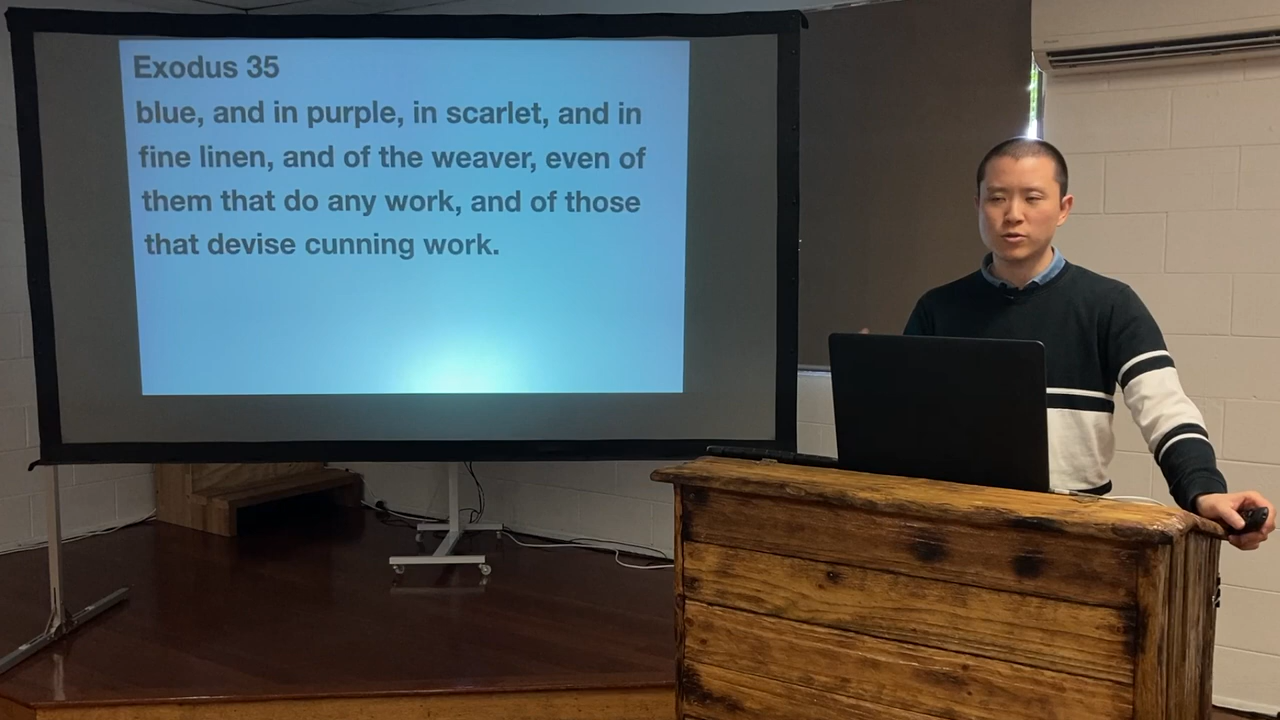 Exodus 35
blue, and in purple, in scarlet, and in
fine linen, and of the weaver, even of
them that do any work, and of those
that devise cunning work.